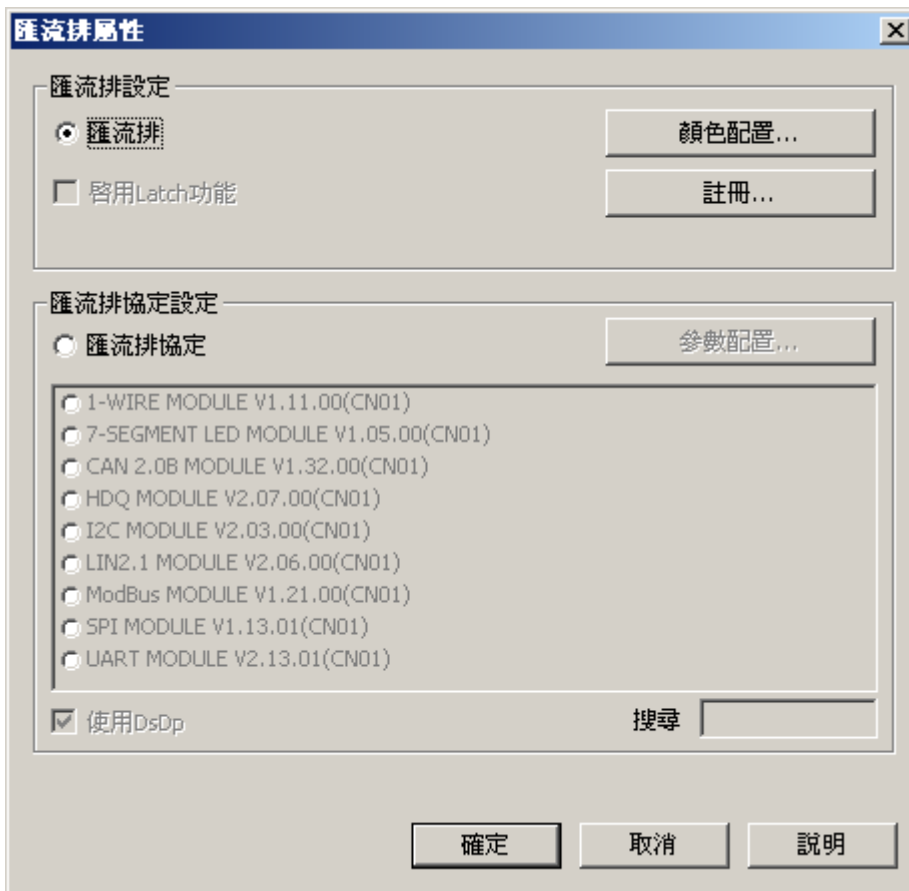 匯流排屬性
匯流排設定
匯流排
顏色配置...
啓用Latch功能
註冊...
匯流排協定設定
匯流排協定
參數配置...
1-WIRE MODULE V1.11.00(CN01)
7-SEGMENT LED MODULE V1.05.00(CN01)
CAN 2.0B MODULE V1.32.00(CN01)
HDQ MODULE V2.07.00(CN01)
I2C MODULE V2.03.00(CN01)
LIN2.1 MODULE V2.06.00(CN01)
ModBus MODULE V1.21.00(CN01)
SPI MODULE V1.13.01(CN01)
UART MODULE V2.13.01(CN01)
使用DsDp
搜尋
確定
取消
說明